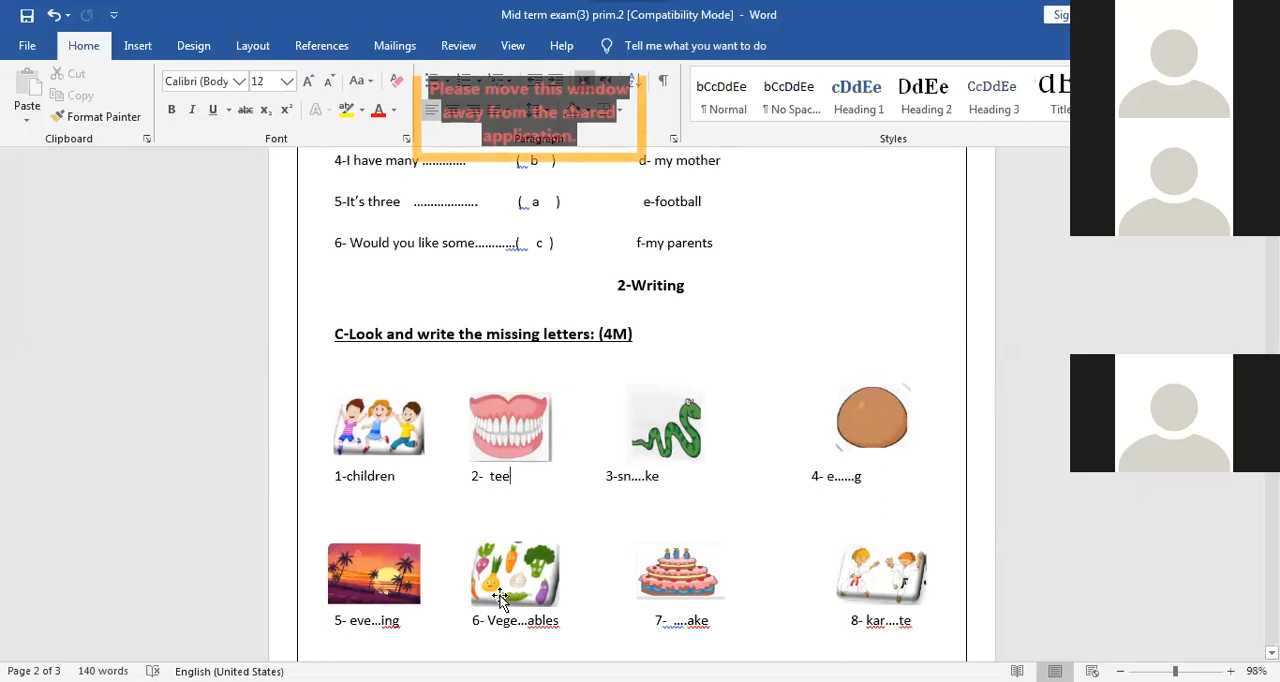 Mid term exam(3) prim.2 [Compatibility Mode] - Word
Sig
File Home Insert Design Layout References Mailings Review View Help Tell me what you want to do
Paste
Cut
Copy
Format Painter
Clipboard
Calibri (Body 12
Font
Please move this window
away from the shared
application.
Paragraph
bCcDdEe
¶ Normal
bCcDdEe
¶ No Spac...
cDdEe
Heading 1
DdEe
Heading 2
CcDdEe
Heading 3
dE
Title
Styles
4-I have many ............. ( b ) d- my mother
5-It's three ................... ( a ) e-football
6- Would you like some............( c ) f-my parents
2-Writing
C-Look and write the missing letters: (4M)
1-children 2- tee 3-sn....ke 4- e......g
5- eve...ing 6- Vege...ables 7- ....ake 8- kar....te
Page 2 of 3 140 words English (United States) 98%